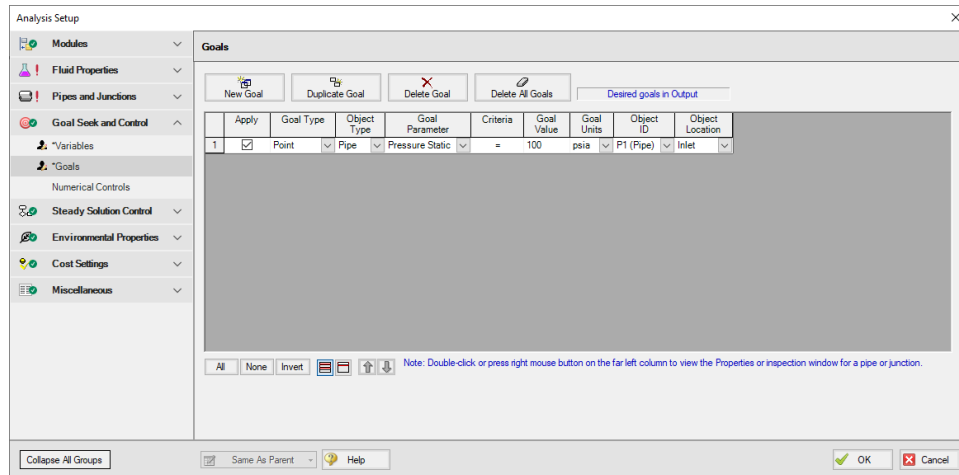 Analysis Setup
Modules
Fluid Properties
Pipes and Junctions
Goal Seek and Control
*Variables
*Goals
Numerical Controls
Steady Solution Control
Environmental Properties
Cost Settings
Miscellaneous
Goals
New Goal Duplicate Goal Delete Goal Delete All Goals Desired goals in Output
Apply Goal Type Object Type Goal Parameter Criteria Goal Value Goal Units Object ID Object Location
1 Point Pipe Pressure Static = 100 psia P1 (Pipe) Inlet
All None Invert Note: Double-click or press right mouse button on the far left column to view the Properties or inspection window for a pipe or junction.
Collapse All Groups Same As Parent Help OK Cancel